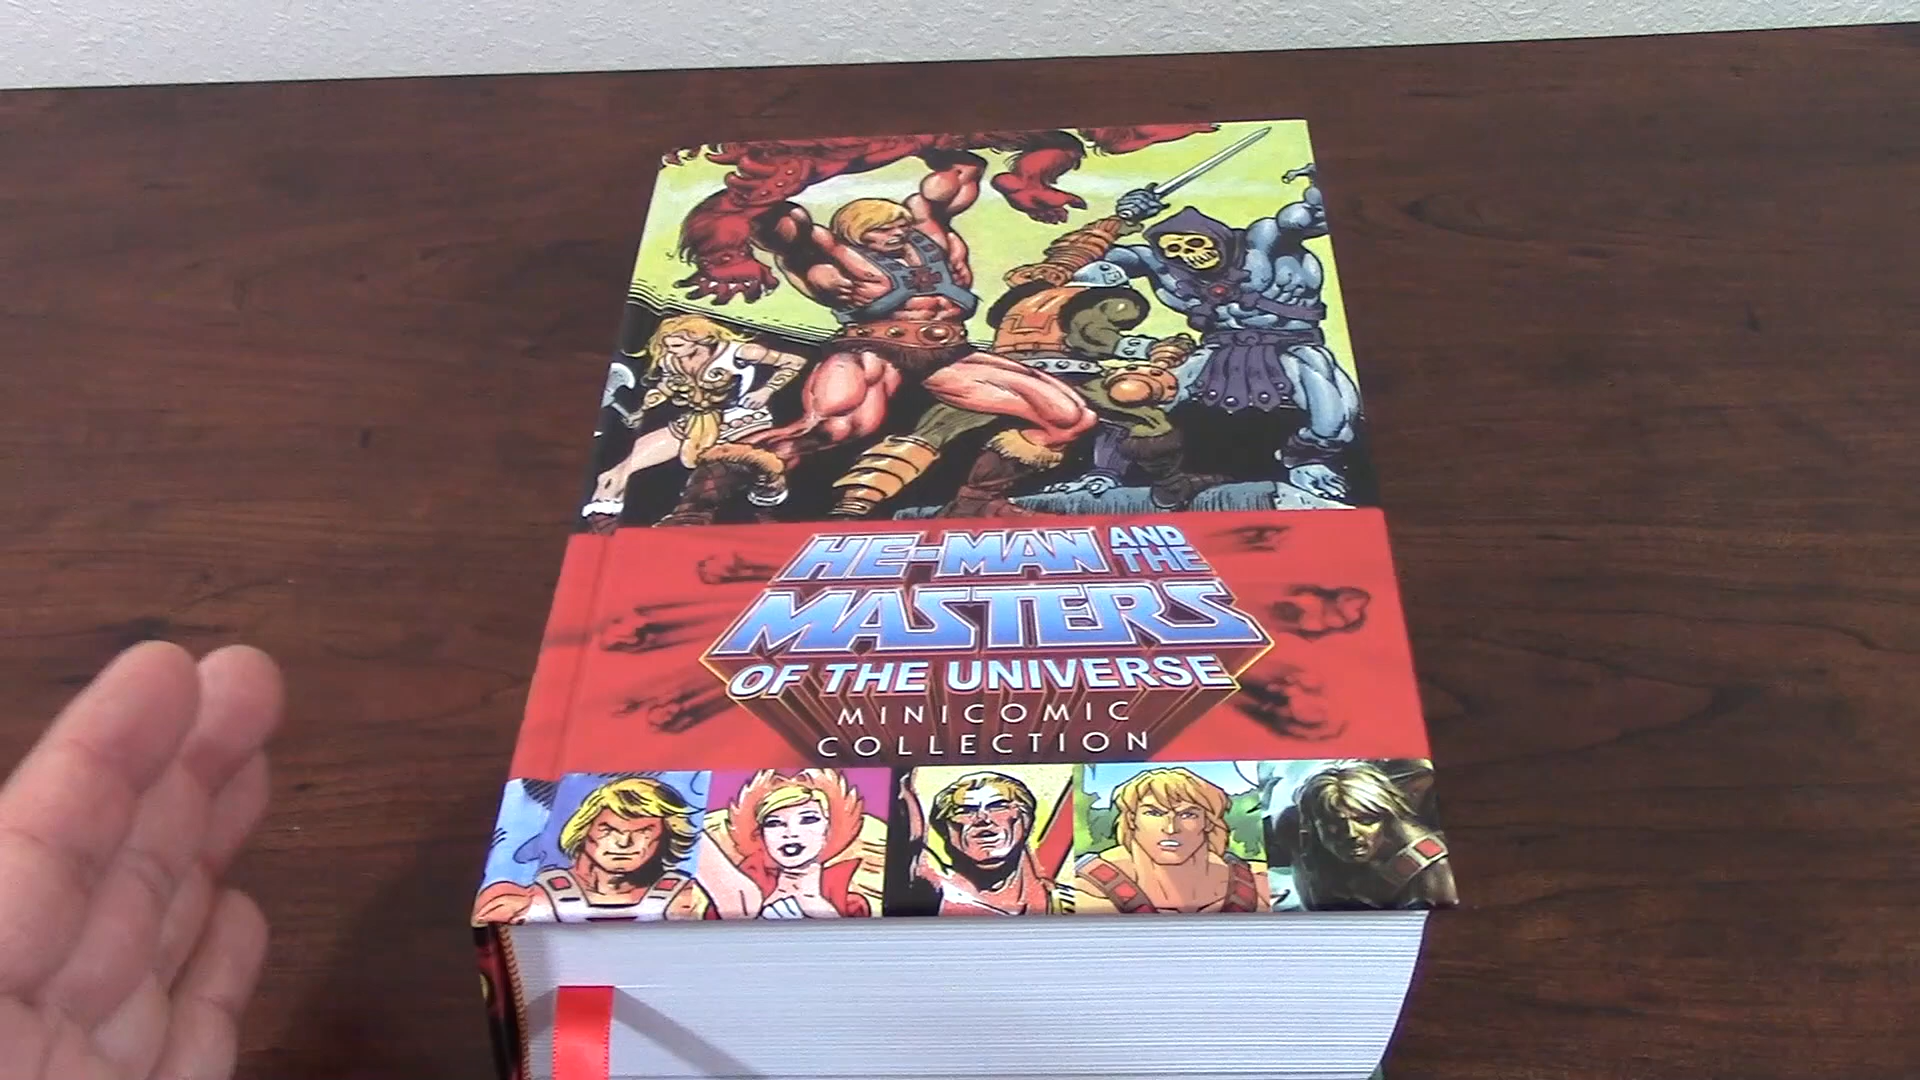 HE-MAN AND THE
MASTERS
OF THE UNIVERSE
MINICOMIC
COLLECTION